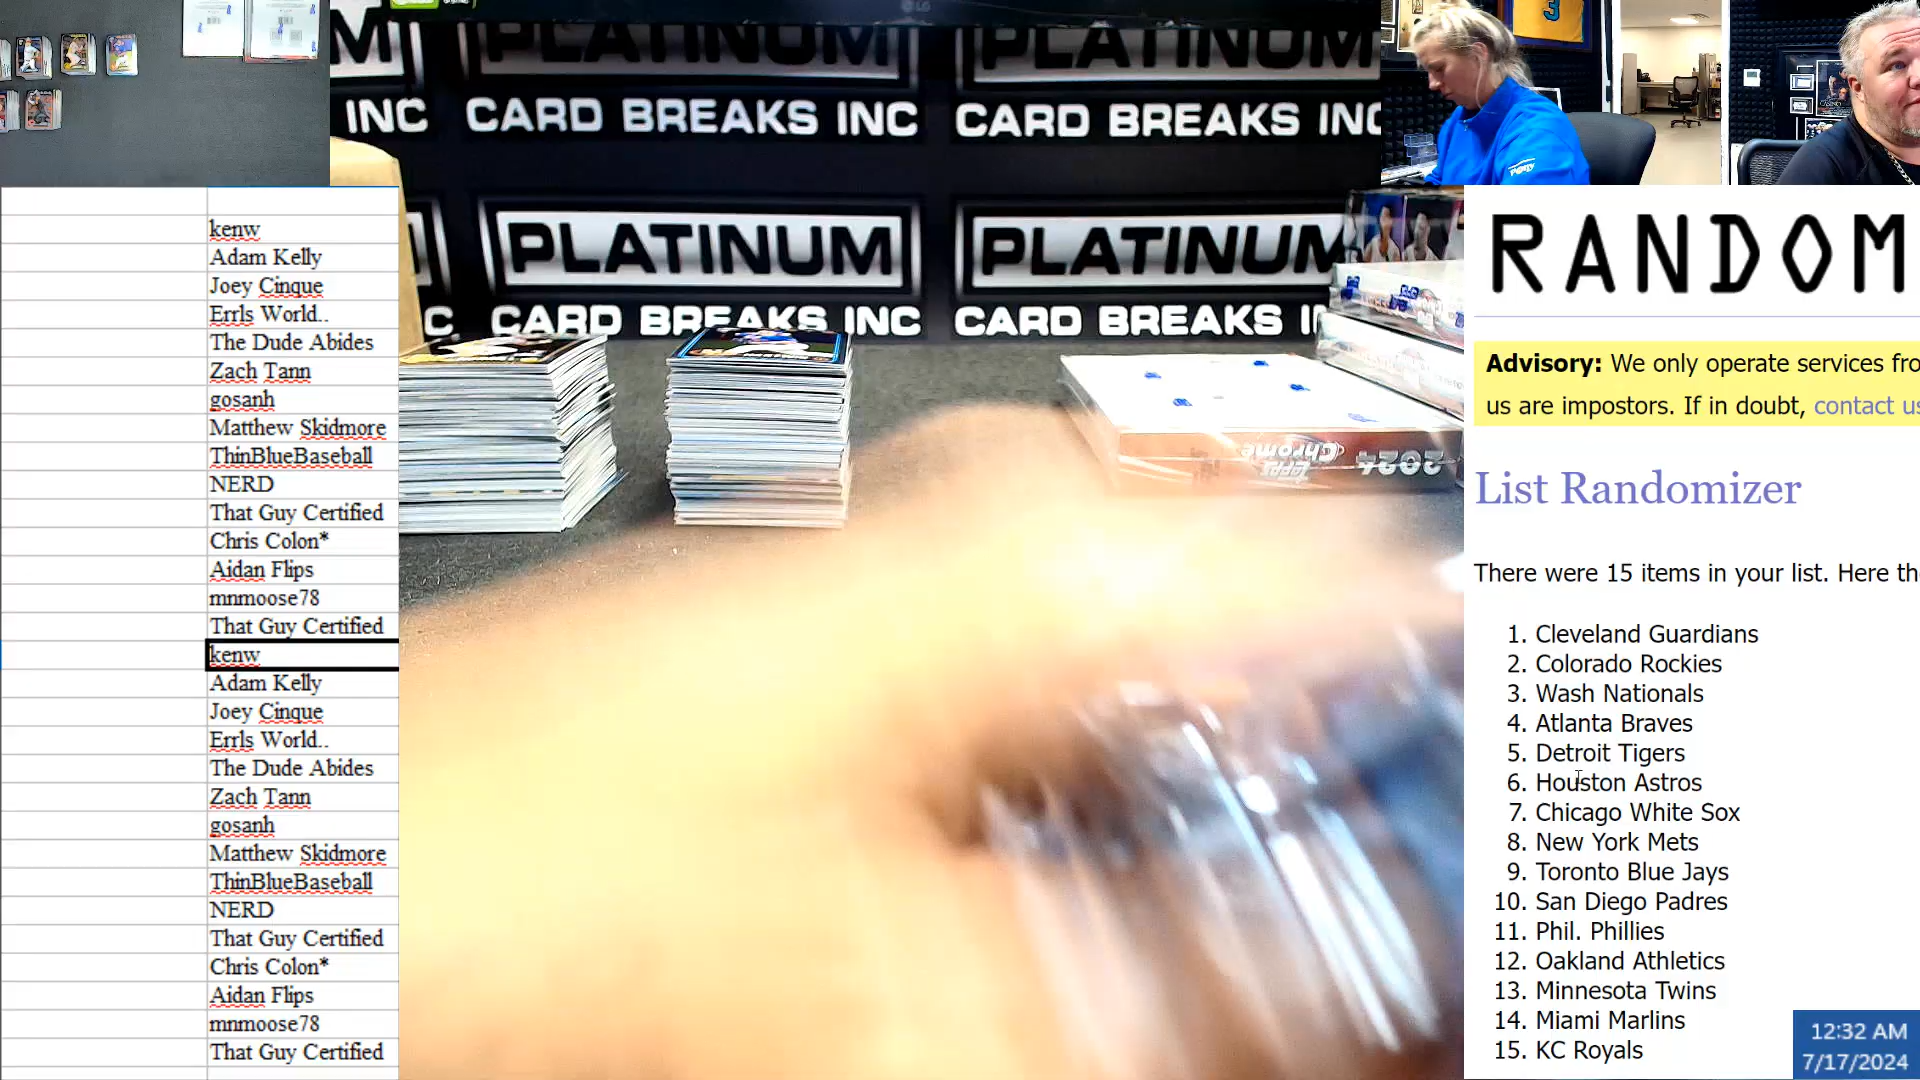 PLATINUM
PLATINUM
INC
CARD BREAKS INC
CARD BREAKS INC
PLATINUM
PLATINUM
CARD BREAKS INC
CARD BREAKS
2024
Topps
Chrome
LG
3
kenw
Adam Kelly
Joey Cinque
Errls World..
The Dude Abides
Zach Tann
gosanh
Matthew Skidmore
ThinBlueBaseball
NERD
That Guy Certified
Chris Colon*
Aidan Flips
mnmoose78
That Guy Certified
kenw
Adam Kelly
Joey Cinque
Errls World..
The Dude Abides
Zach Tann
gosanh
Matthew Skidmore
ThinBlueBaseball
NERD
That Guy Certified
Chris Colon*
Aidan Flips
mnmoose78
That Guy Certified
RANDOM
Advisory: We only operate services fro
us are impostors. If in doubt, contact us
List Randomizer
There were 15 items in your list. Here the
1. Cleveland Guardians
2. Colorado Rockies
3. Wash Nationals
4. Atlanta Braves
5. Detroit Tigers
6. Houston Astros
7. Chicago White Sox
8. New York Mets
9. Toronto Blue Jays
10. San Diego Padres
11. Phil. Phillies
12. Oakland Athletics
13. Minnesota Twins
14. Miami Marlins
15. KC Royals
12:32 AM
7/17/2024